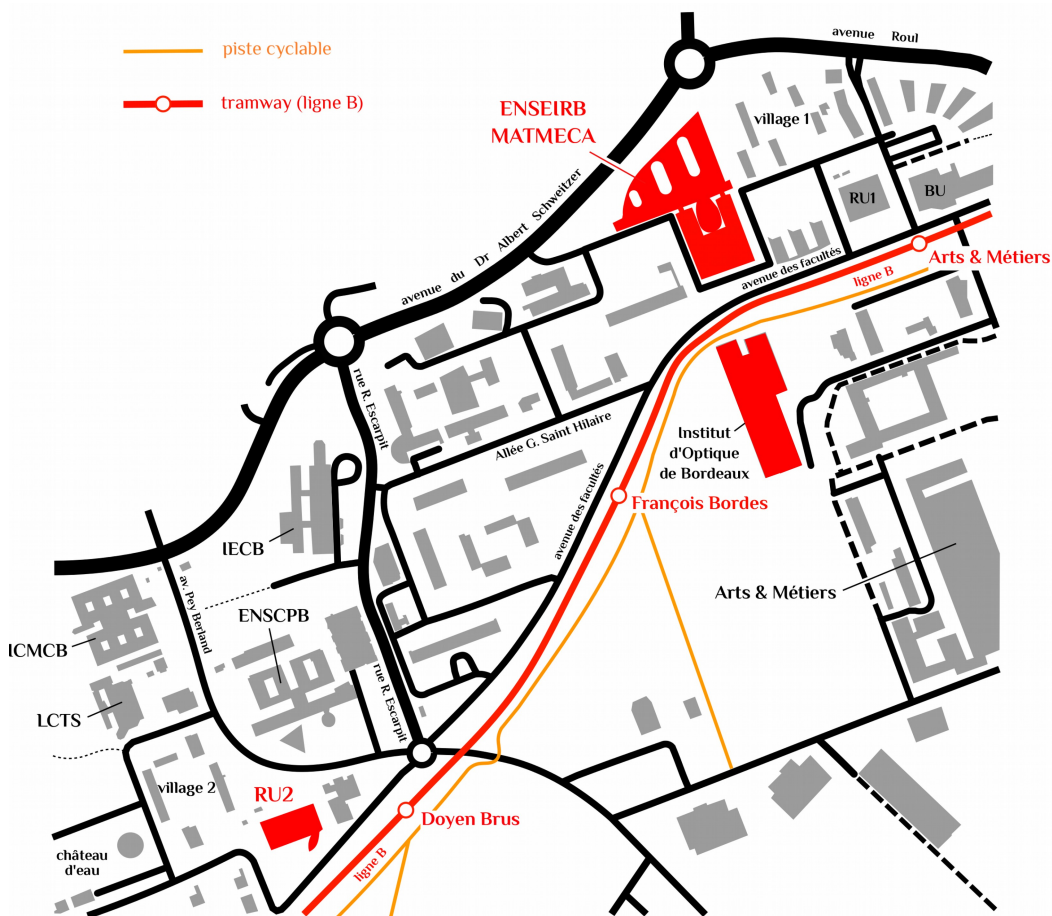 piste cyclable
tramway (ligne B)
avenue Roul
ENSEIRB
MATMECA
village 1
RU1
BU
avenue du Dr Albert Schweitzer
avenue des facultés
ligne B
Arts & Métiers
rue R. Escarpit
Allée G. Saint Hilaire
Institut
d'Optique
de Bordeaux
François Bordes
avenue des facultés
IECB
av. Pey Berland
ENSCPB
Arts & Métiers
ICMCB
LCTS
rue R. Escarpit
village 2
RU2
Doyen Brus
château
d'eau
ligne B